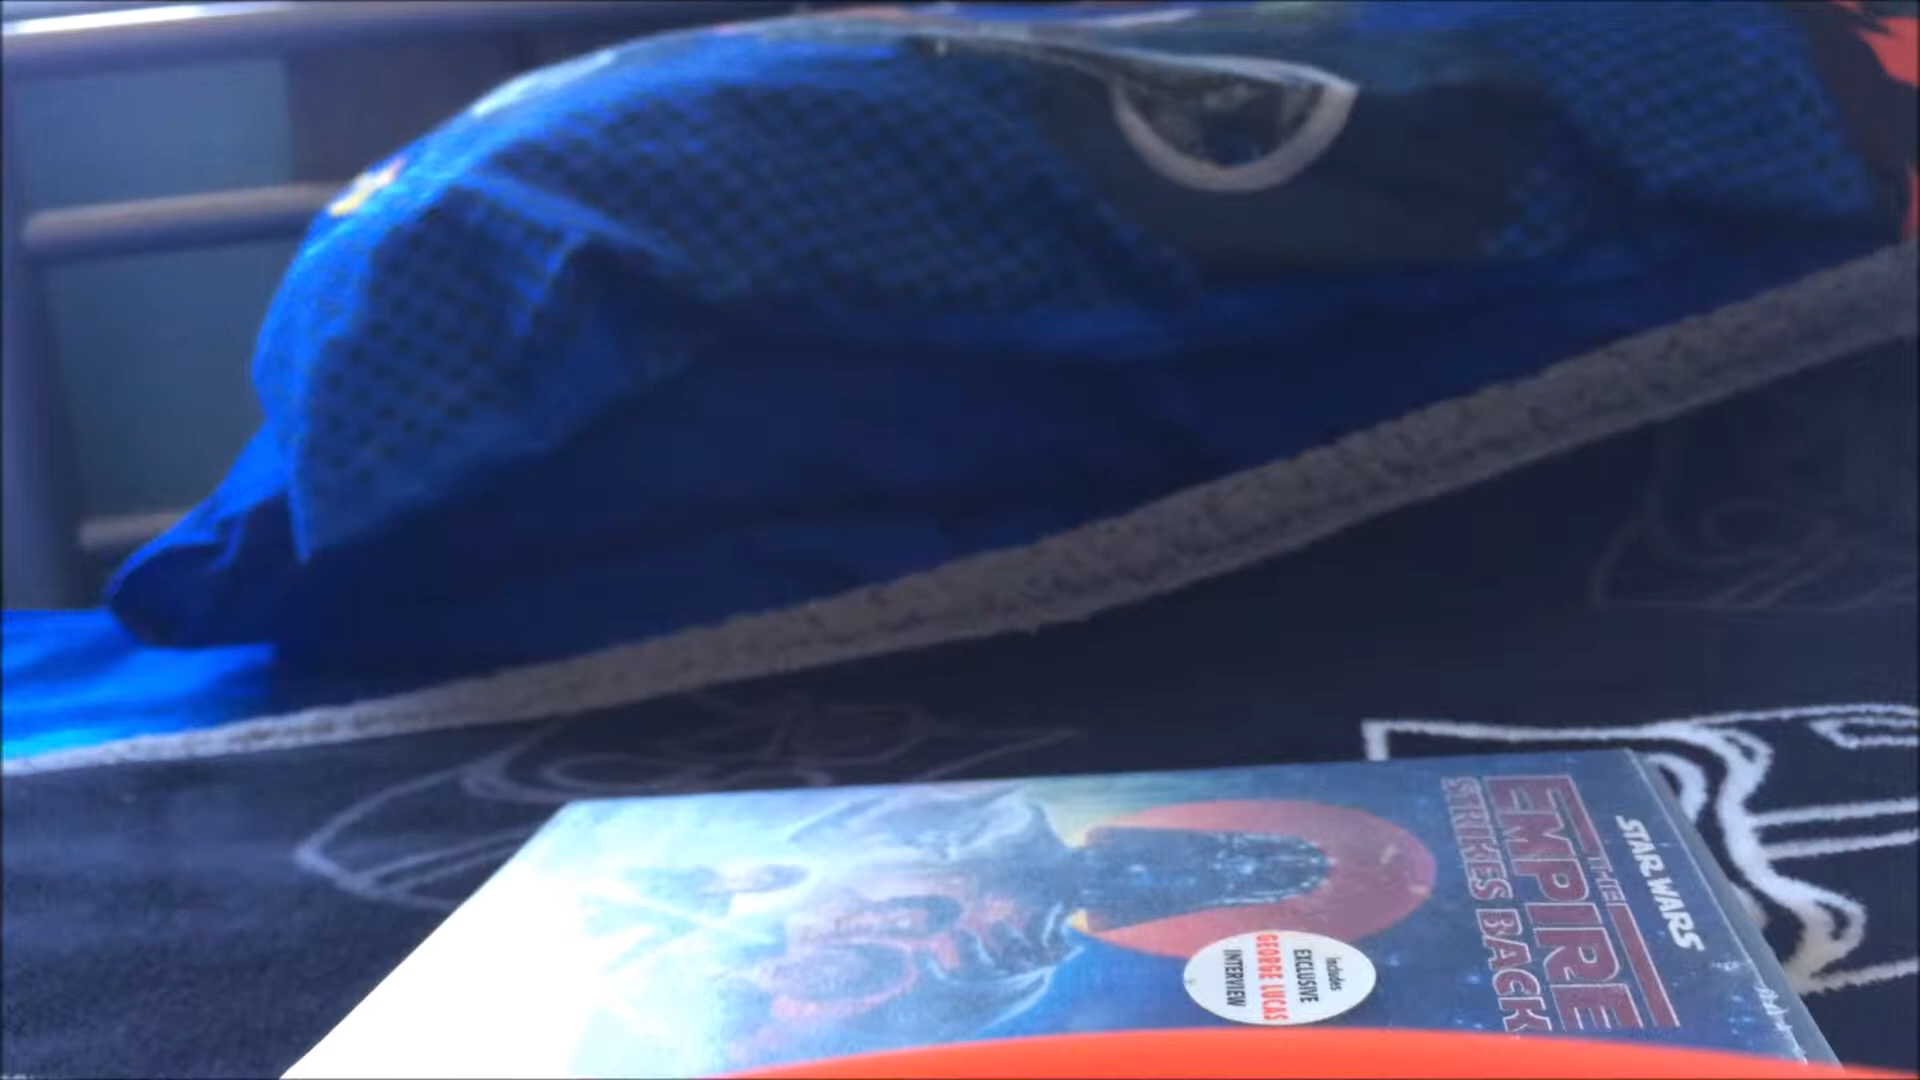 STAR WARS
THE
EMPIRE
STRIKES BACK
includes
EXCLUSIVE
GEORGE LUCAS
INTERVIEW